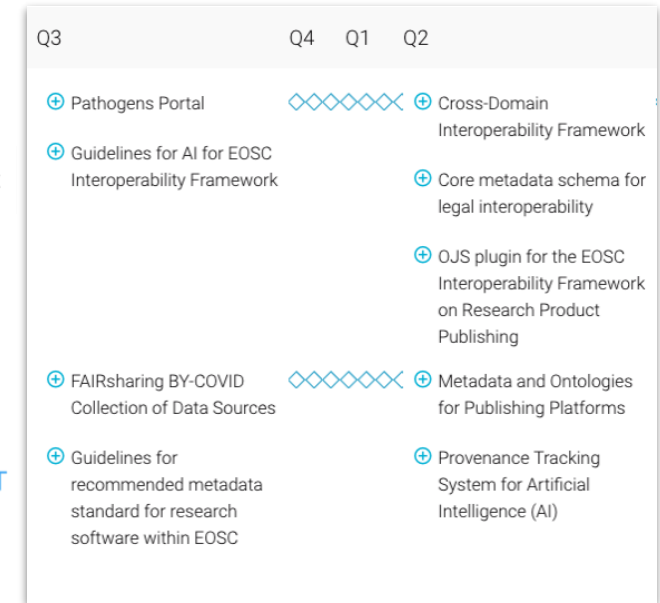 Q3 Q4 Q1 Q2
Pathogens Portal
Guidelines for AI for EOSC
Interoperability Framework
Cross-Domain
Interoperability Framework
Core metadata schema for
legal interoperability
OJS plugin for the EOSC
Interoperability Framework
on Research Product
Publishing
FAIRsharing BY-COVID
Collection of Data Sources
Guidelines for
recommended metadata
standard for research
software within EOSC
Metadata and Ontologies
for Publishing Platforms
Provenance Tracking
System for Artificial
Intelligence (AI)